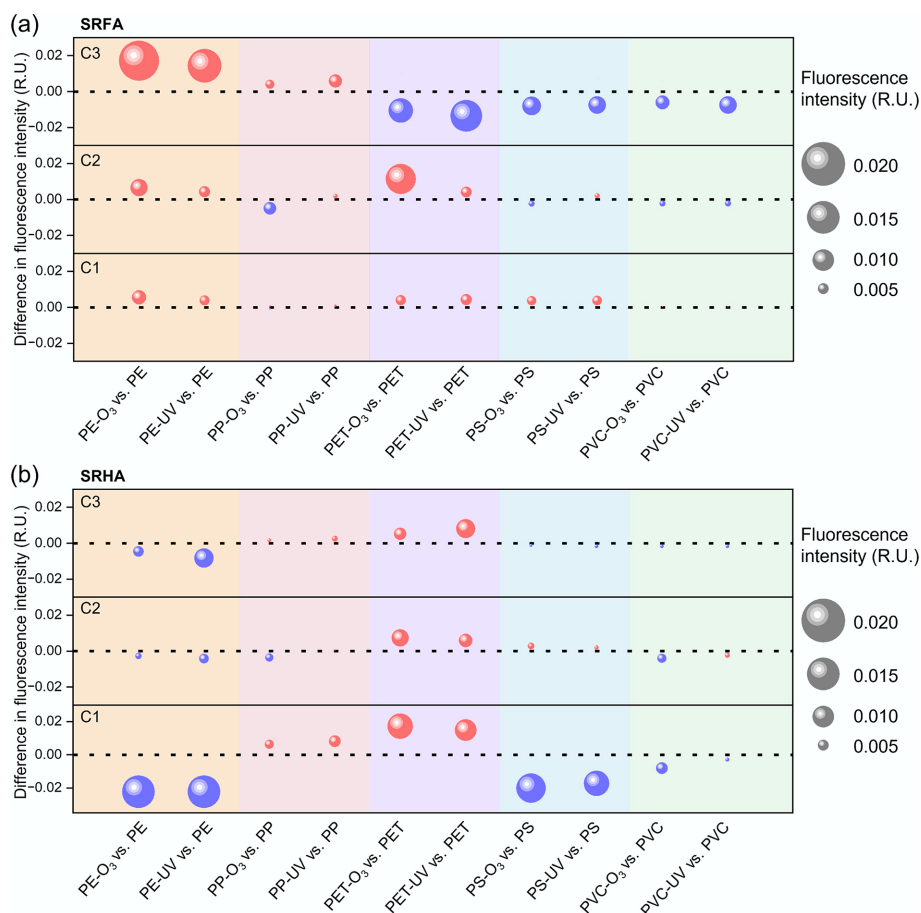 (a)
SRFA
Difference in fluorescence intensity (R.U.)
C3
0.02
0.00
−0.02
C2
0.02
0.00
−0.02
C1
0.02
0.00
−0.02
PE-O₃ vs. PE
PE-UV vs. PE
PP-O₃ vs. PP
PP-UV vs. PP
PET-O₃ vs. PET
PET-UV vs. PET
PS-O₃ vs. PS
PS-UV vs. PS
PVC-O₃ vs. PVC
PVC-UV vs. PVC
Fluorescence
intensity (R.U.)
0.020
0.015
0.010
0.005
(b)
SRHA
Difference in fluorescence intensity (R.U.)
C3
0.02
0.00
−0.02
C2
0.02
0.00
−0.02
C1
0.02
0.00
−0.02
PE-O₃ vs. PE
PE-UV vs. PE
PP-O₃ vs. PP
PP-UV vs. PP
PET-O₃ vs. PET
PET-UV vs. PET
PS-O₃ vs. PS
PS-UV vs. PS
PVC-O₃ vs. PVC
PVC-UV vs. PVC
Fluorescence
intensity (R.U.)
0.020
0.015
0.010
0.005